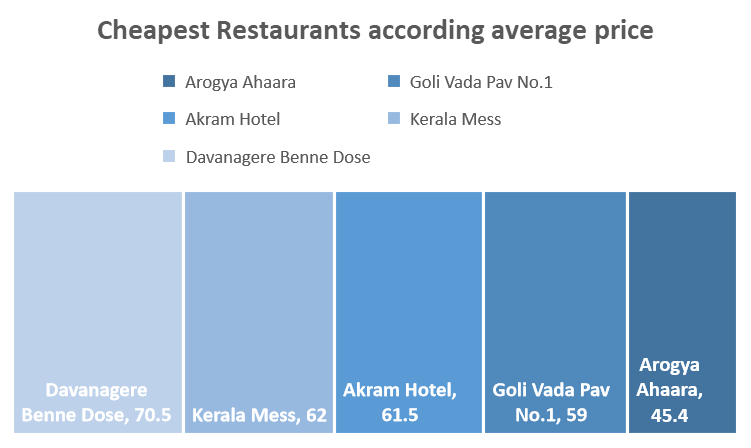 Cheapest Restaurants according average price
Arogya Ahaara
Goli Vada Pav No.1
Akram Hotel
Kerala Mess
Davanagere Benne Dose
Davanagere
Benne Dose, 70.5
Kerala Mess, 62
Akram Hotel,
61.5
Goli Vada Pav
No.1, 59
Arogya
Ahaara,
45.4